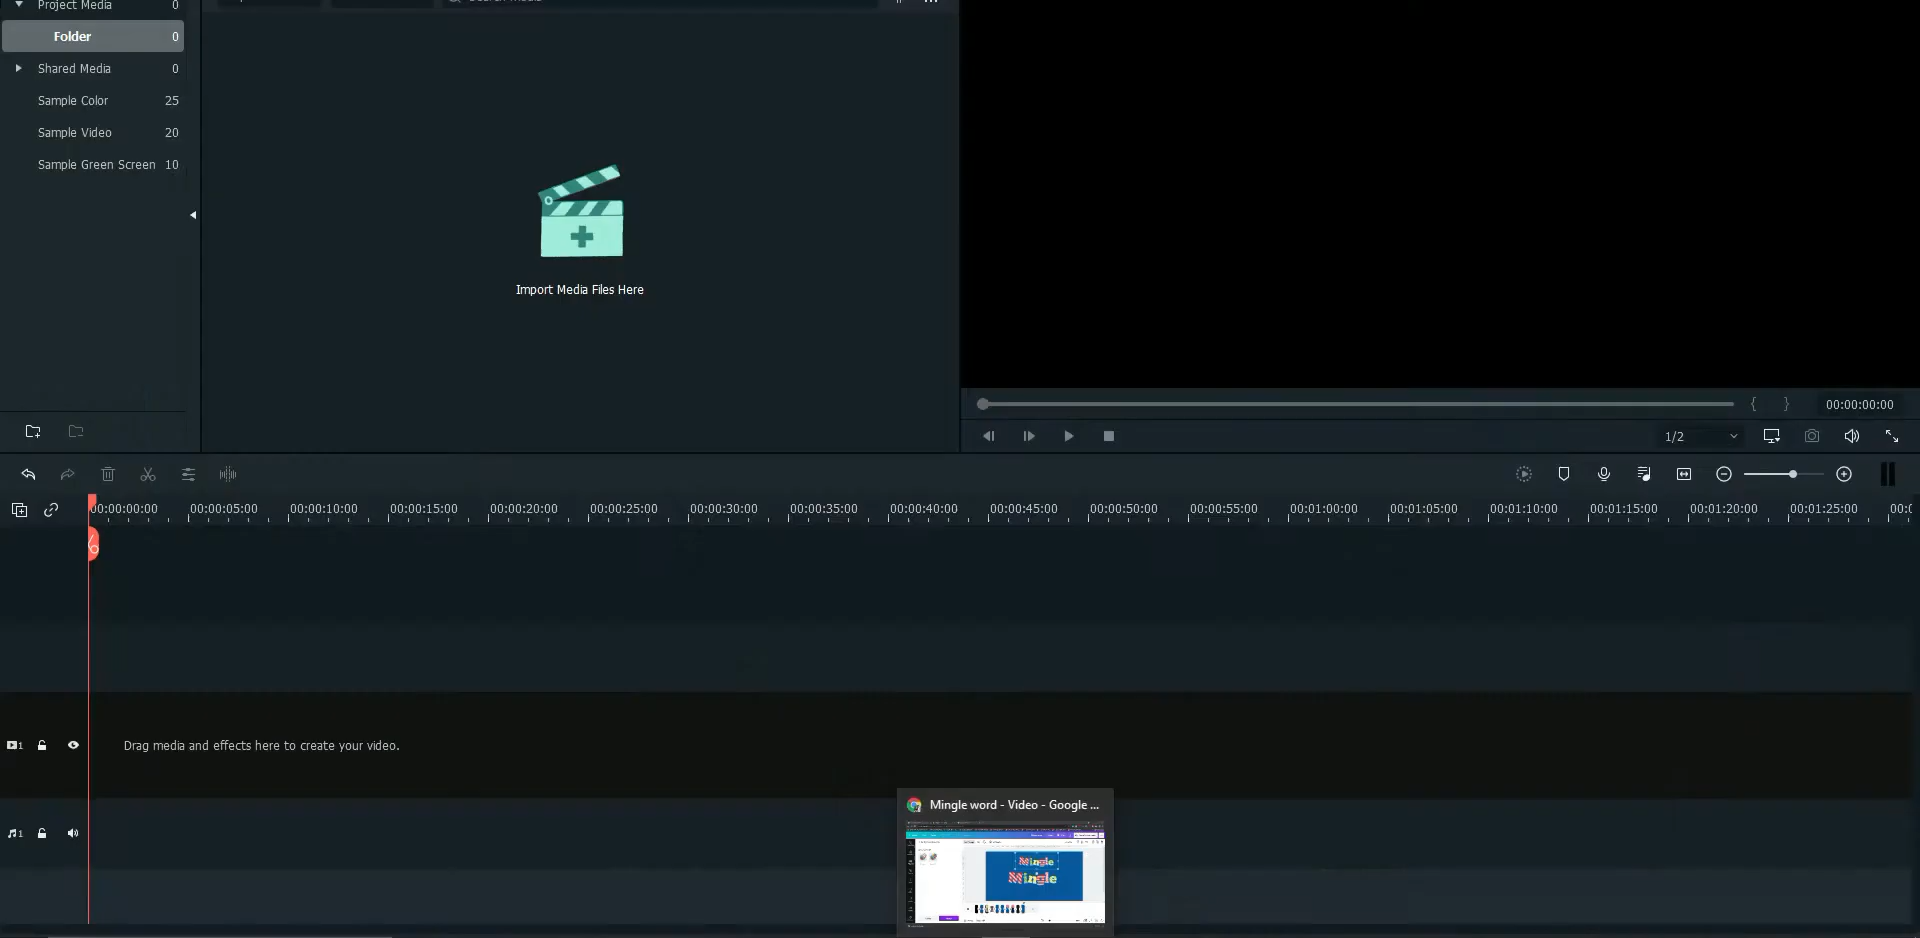 Project Media 0
Folder 0
Shared Media 0
Sample Color 25
Sample Video 20
Sample Green Screen 10
Import Media Files Here
00:00:00:00
1/2
00:00:00:00 00:00:05:00 00:00:10:00 00:00:15:00 00:00:20:00 00:00:25:00 00:00:30:00 00:00:35:00 00:00:40:00 00:00:45:00 00:00:50:00 00:00:55:00 00:01:00:00 00:01:05:00 00:01:10:00 00:01:15:00 00:01:20:00 00:01:25:00
1 Drag media and effects here to create your video.
Mingle word - Video - Google ...
1
Mingle
Mingle